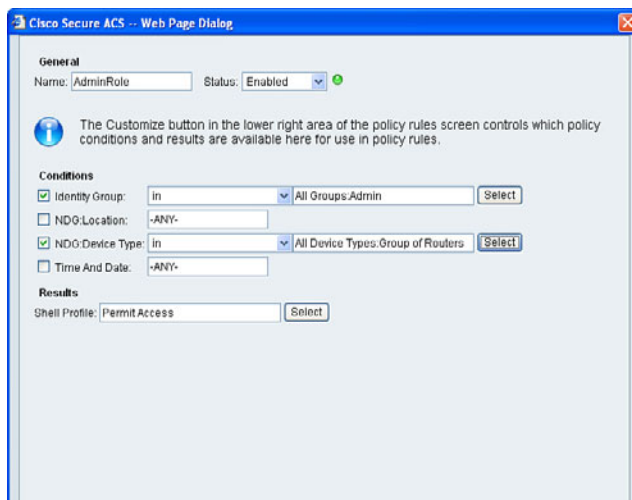 Cisco Secure ACS -- Web Page Dialog
General
Name: AdminRole Status: Enabled
The Customize button in the lower right area of the policy rules screen controls which policy
conditions and results are available here for use in policy rules.
Conditions
Identity Group: in All Groups:Admin Select
NDG:Location: -ANY-
NDG:Device Type: in All Device Types:Group of Routers Select
Time And Date: -ANY-
Results
Shell Profile: Permit Access Select